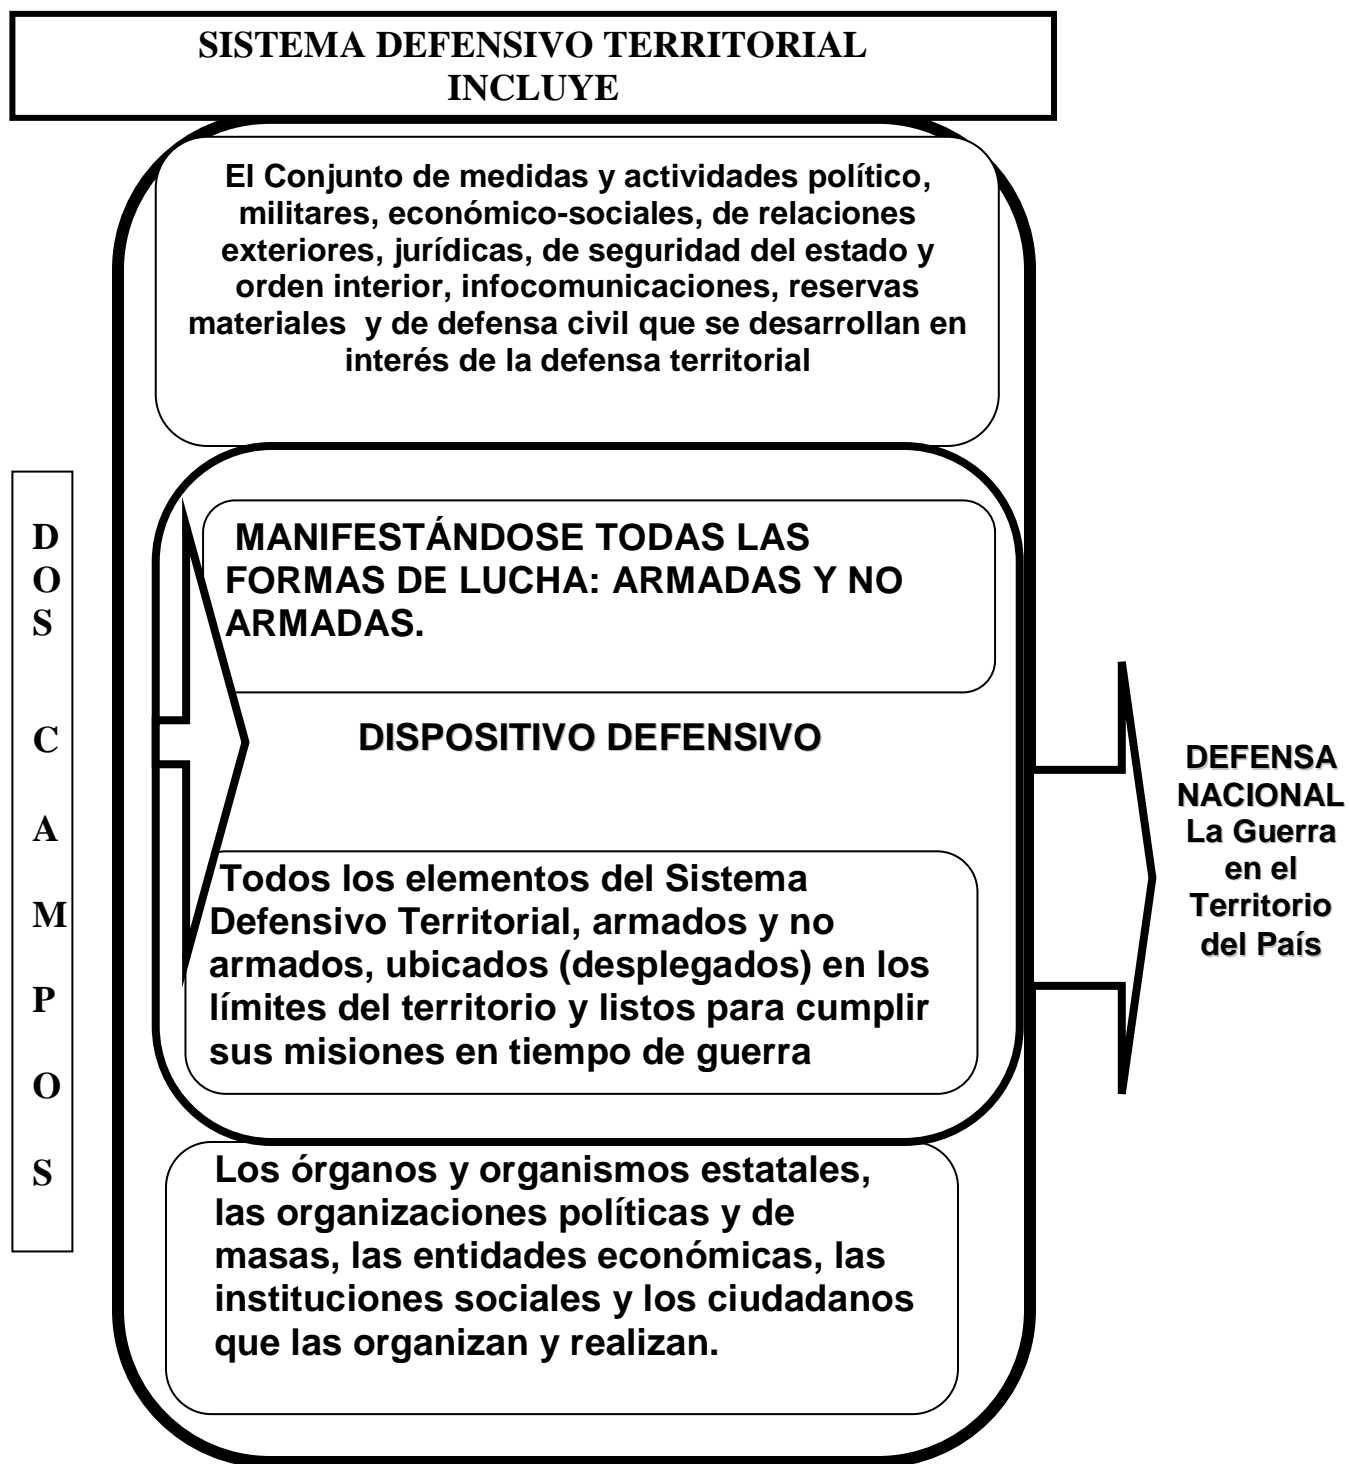 SISTEMA DEFENSIVO TERRITORIAL
INCLUYE
El Conjunto de medidas y actividades político,
militares, económico-sociales, de relaciones
exteriores, jurídicas, de seguridad del estado y
orden interior, infocomunicaciones, reservas
materiales y de defensa civil que se desarrollan en
interés de la defensa territorial
D
O
S
C
A
M
P
O
S
MANIFESTÁNDOSE TODAS LAS
FORMAS DE LUCHA: ARMADAS Y NO
ARMADAS.
DISPOSITIVO DEFENSIVO
Todos los elementos del Sistema
Defensivo Territorial, armados y no
armados, ubicados (desplegados) en los
límites del territorio y listos para cumplir
sus misiones en tiempo de guerra
Los órganos y organismos estatales,
las organizaciones políticas y de
masas, las entidades económicas, las
instituciones sociales y los ciudadanos
que las organizan y realizan.
DEFENSA
NACIONAL
La Guerra
en el
Territorio
del País